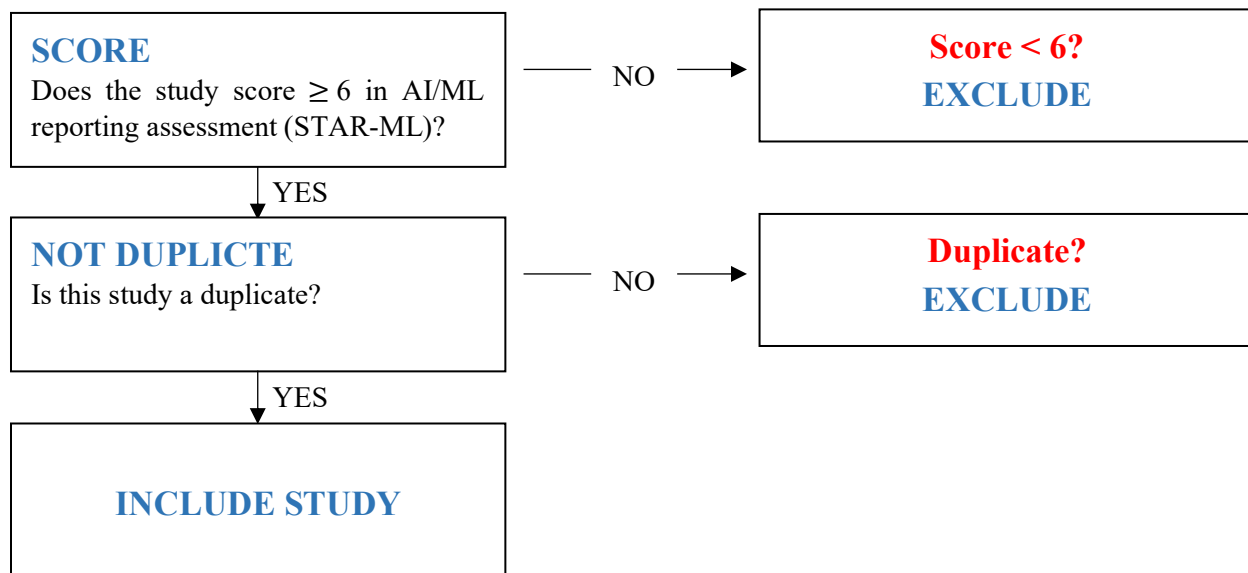 SCORE
Does the study score ≥ 6 in AI/ML
reporting assessment (STAR-ML)?
NO
Score < 6?
EXCLUDE
YES
NOT DUPLICTE
Is this study a duplicate?
NO
Duplicate?
EXCLUDE
YES
INCLUDE STUDY